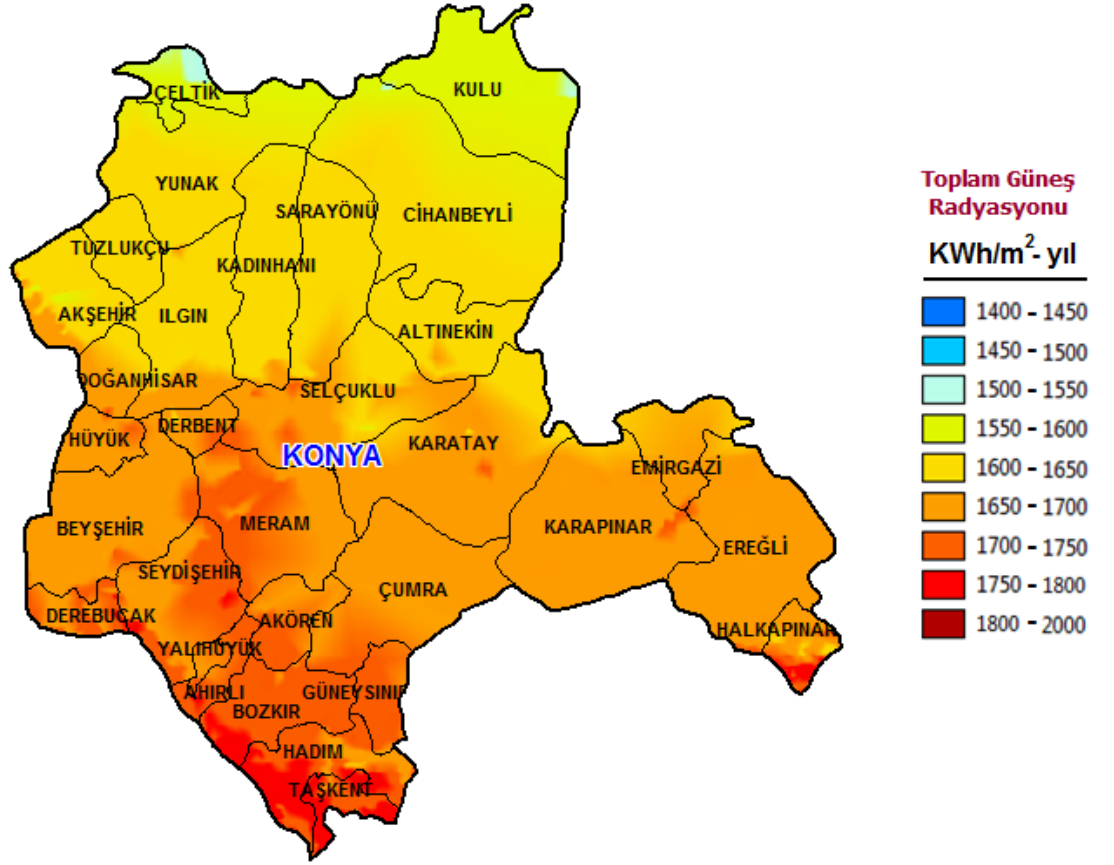 KULU
ÇELTİK
YUNAK
SARAYÖNÜ
CİHANBEYLİ
TUZLUKÇU
KADINHANI
AKŞEHİR
ILGIN
ALTINEKİN
DOĞANHİSAR
SELÇUKLU
DERBENT
HÜYÜK
KONYA
KARATAY
EMİRGAZİ
BEYŞEHİR
MERAM
KARAPINAR
EREĞLİ
SEYDİŞEHİR
ÇUMRA
DEREBUCAK
AKÖREN
HALKAPINAR
YALIHÜYÜK
AHIRLI
GÜNEYSINIR
BOZKIR
HADIM
TAŞKENT
Toplam Güneş
Radyasyonu
KWh/m²- yıl
1400 - 1450
1450 - 1500
1500 - 1550
1550 - 1600
1600 - 1650
1650 - 1700
1700 - 1750
1750 - 1800
1800 - 2000